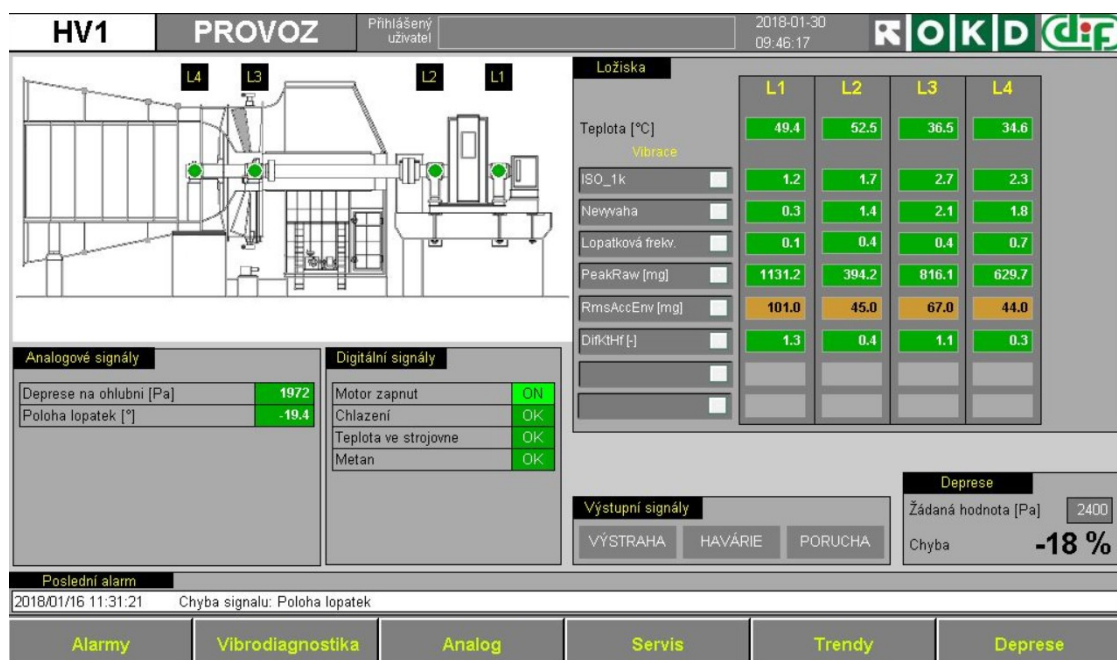 HV1
PROVOZ
Přihlášený
uživatel
2018-01-30
09:46:17
OKD
dif
L4 L3 L2 L1
Ložiska
L1 L2 L3 L4
Teplota [°C] 49.4 52.5 36.5 34.6
Vibrace
ISO_1k 1.2 1.7 2.7 2.3
Nevyvaha 0.3 1.4 2.1 1.8
Lopatková frekv. 0.1 0.4 0.4 0.7
PeakRaw [mg] 1131.2 394.2 816.1 629.7
RmsAccEnv [mg] 101.0 45.0 67.0 44.0
DifKtHf [-] 1.3 0.4 1.1 0.3
Analogové signály
Deprese na ohlubni [Pa] 1972
Poloha lopatek [°] -19.4
Digitální signály
Motor zapnut ON
Chlazení OK
Teplota ve strojovne OK
Metan OK
Výstupní signály
VÝSTRAHA HAVÁRIE PORUCHA
Deprese
Žádaná hodnota [Pa] 2400
Chyba -18 %
Poslední alarm
2018/01/16 11:31:21 Chyba signalu: Poloha lopatek
Alarmy Vibrodiagnostika Analog Servis Trendy Deprese